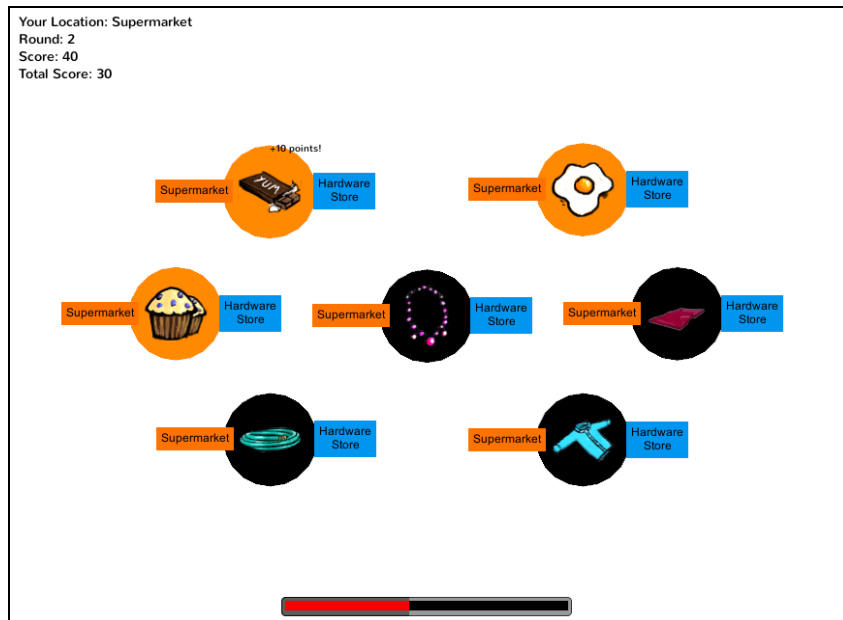 Your Location: Supermarket
Round: 2
Score: 40
Total Score: 30
+10 points!
YUM
Supermarket
Hardware
Store
Supermarket
Hardware
Store
Supermarket
Hardware
Store
Supermarket
Hardware
Store
Supermarket
Hardware
Store
Supermarket
Hardware
Store
Supermarket
Hardware
Store